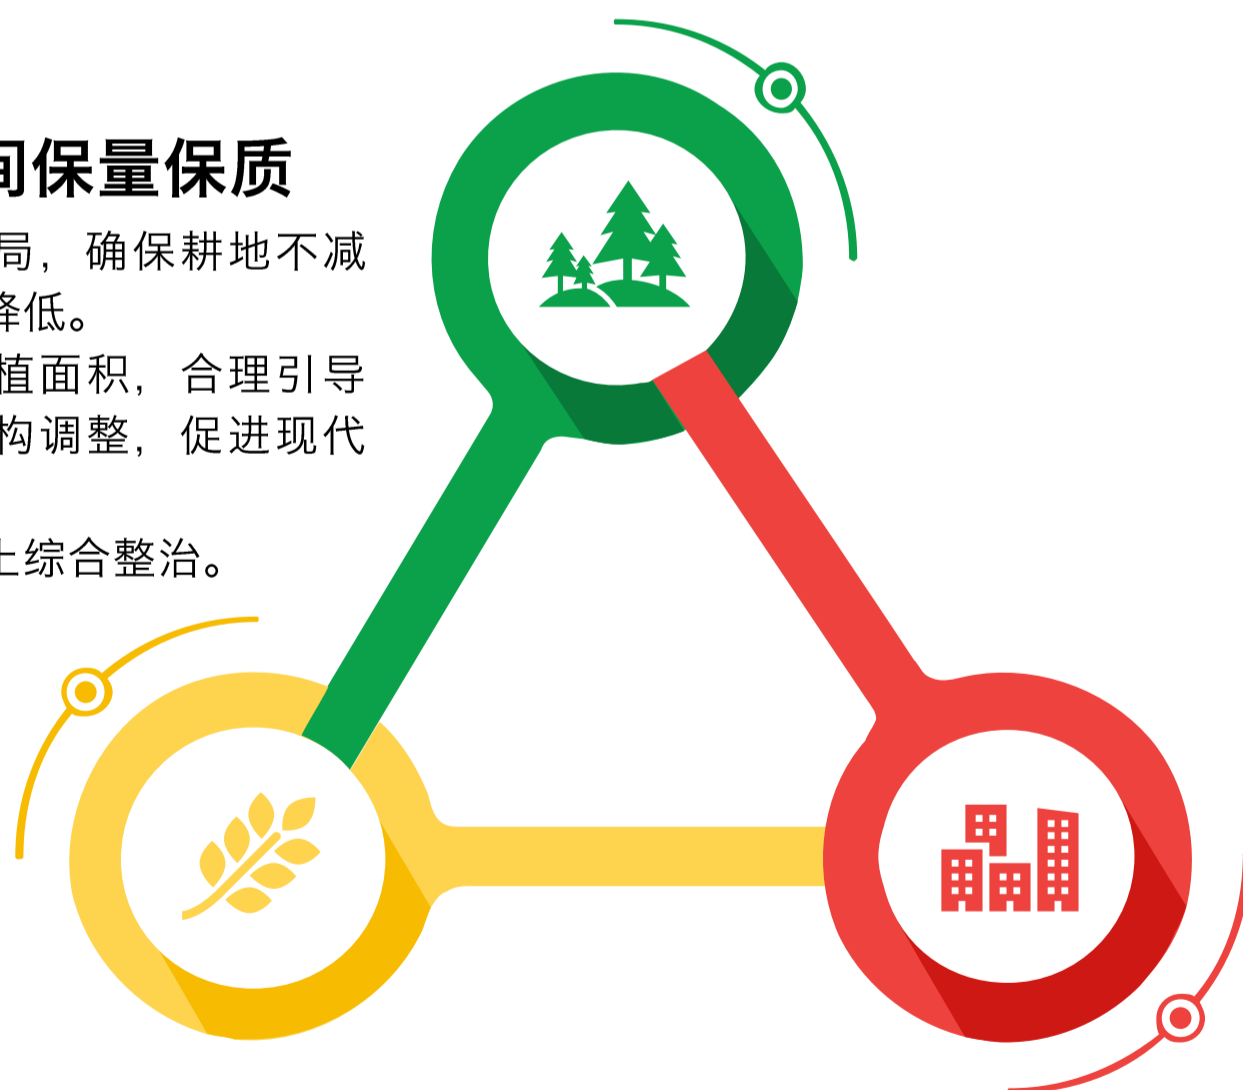 间保量保质
局，确保耕地不减
降低。
植面积，合理引导
构调整，促进现代
土综合整治。